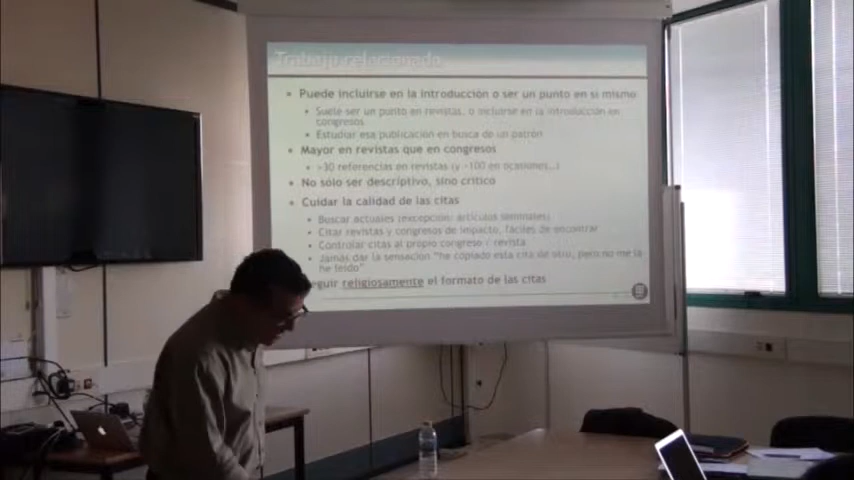 Trabajo relacionado
Puede incluirse en la introducción o ser un punto en sí mismo
Suele ser un punto en revistas, o incluirse en la introducción en
congresos
Estudiar esa publicación en busca de un patrón
Mayor en revistas que en congresos
>30 referencias en revistas (y >100 en ocasiones…)
No sólo ser descriptivo, sino crítico
Cuidar la calidad de las citas
Buscar actuales (excepción: artículos seminales)
Citar revistas y congresos de impacto, fáciles de encontrar
Controlar citas al propio congreso / revista
Jamás dar la sensación "he copiado esta cita de otro, pero no me la
he leído"
religiosamente el formato de las citas